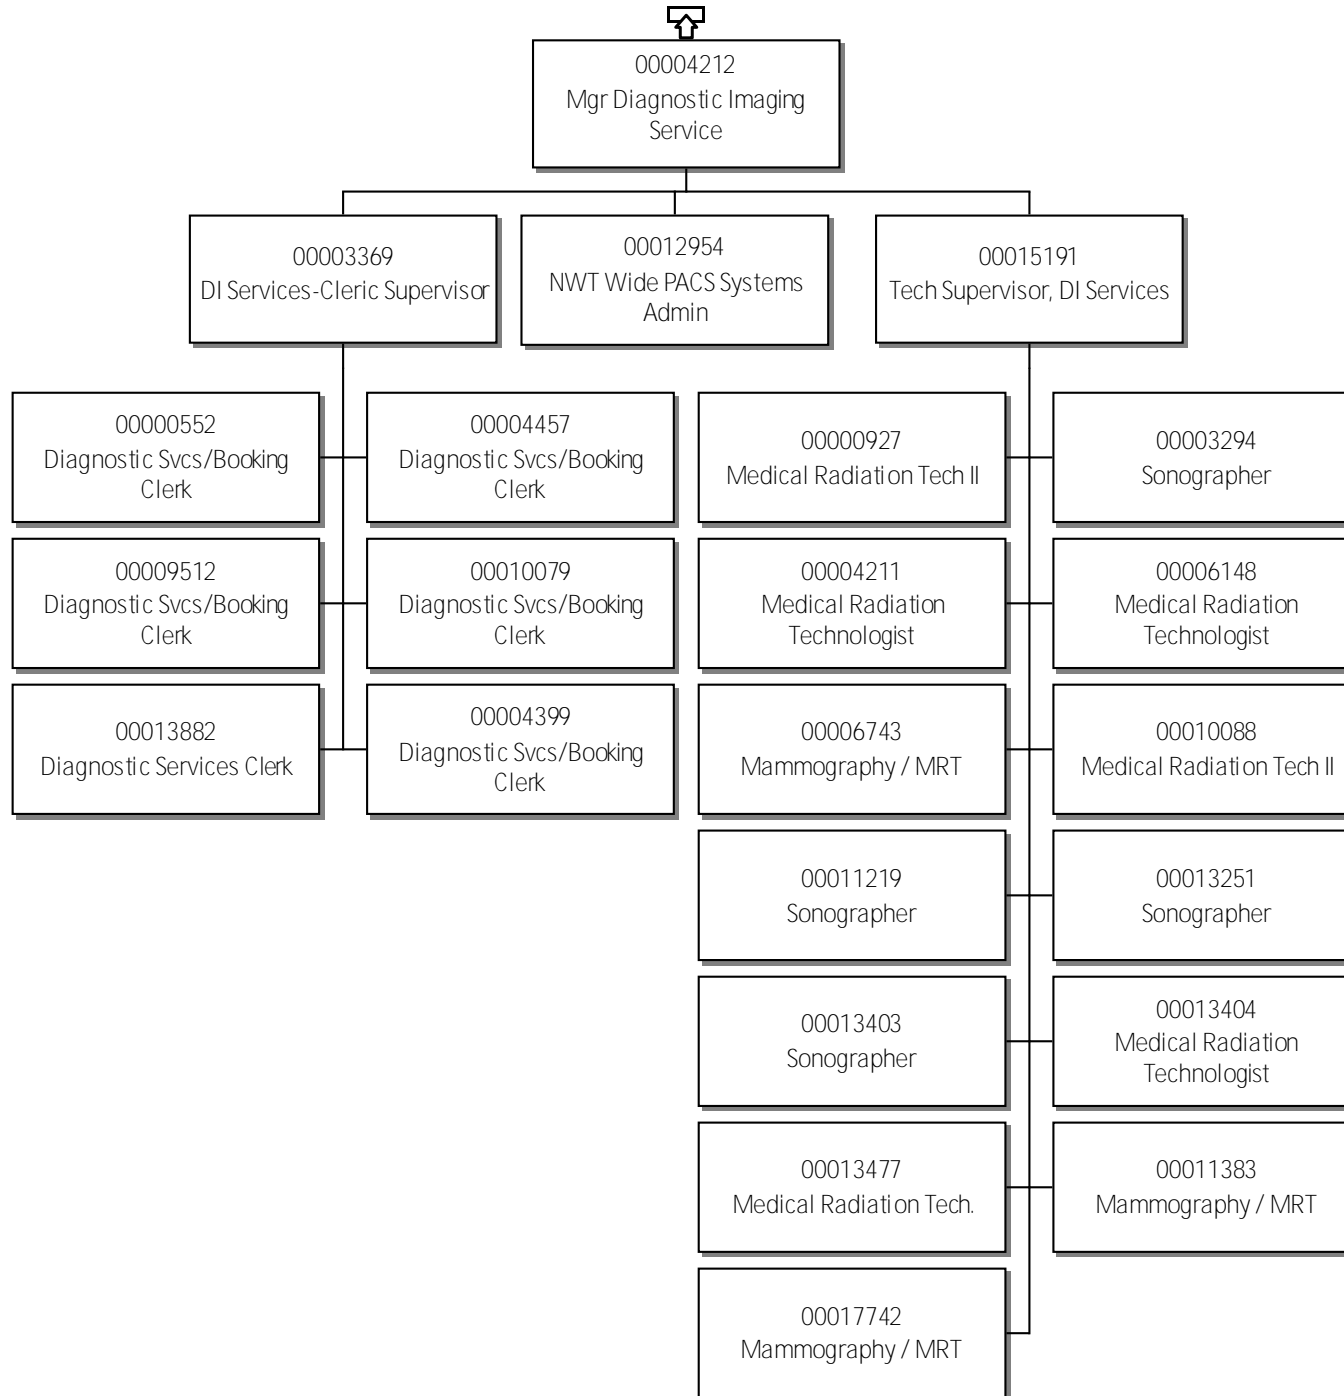 00004212
Mgr Diagnostic Imaging
Service
00003369
DI Services-Cleric Supervisor
00012954
NWT Wide PACS Systems
Admin
00015191
Tech Supervisor, DI Services
00000552
Diagnostic Svcs/Booking
Clerk
00004457
Diagnostic Svcs/Booking
Clerk
00000927
Medical Radiation Tech II
00003294
Sonographer
00009512
Diagnostic Svcs/Booking
Clerk
00010079
Diagnostic Svcs/Booking
Clerk
00004211
Medical Radiation
Technologist
00006148
Medical Radiation
Technologist
00013882
Diagnostic Services Clerk
00004399
Diagnostic Svcs/Booking
Clerk
00006743
Mammography / MRT
00010088
Medical Radiation Tech II
00011219
Sonographer
00013251
Sonographer
00013403
Sonographer
00013404
Medical Radiation
Technologist
00013477
Medical Radiation Tech.
00011383
Mammography / MRT
00017742
Mammography / MRT